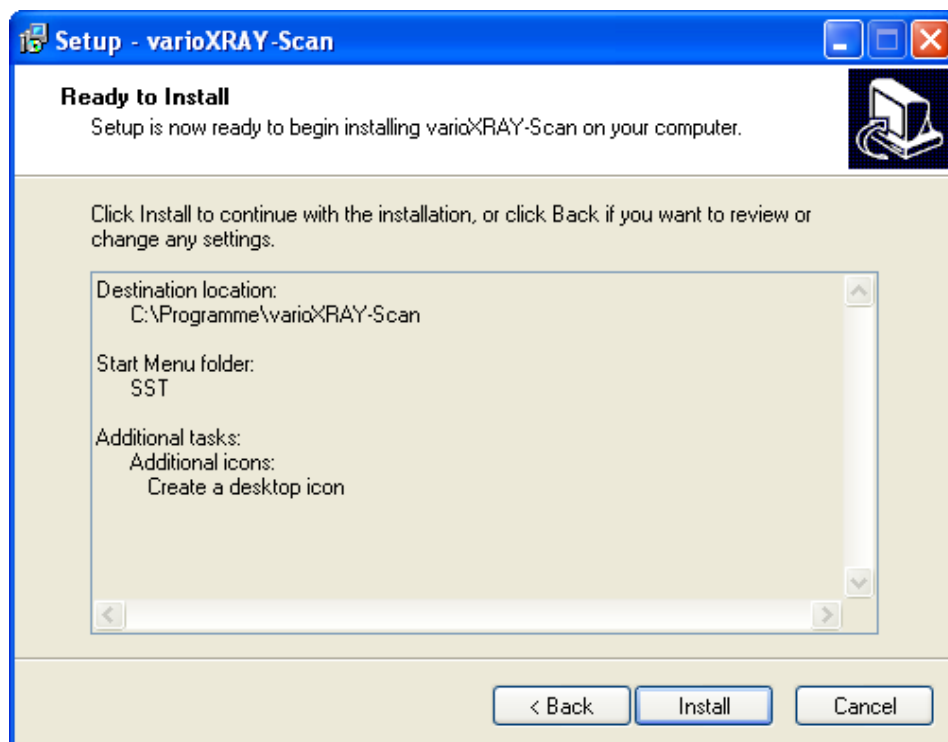 Setup - varioXRAY-Scan
Ready to Install
Setup is now ready to begin installing varioXRAY-Scan on your computer.
Click Install to continue with the installation, or click Back if you want to review or
change any settings.
Destination location:
C:\Programme\varioXRAY-Scan
Start Menu folder:
SST
Additional tasks:
Additional icons:
Create a desktop icon
< Back
Install
Cancel